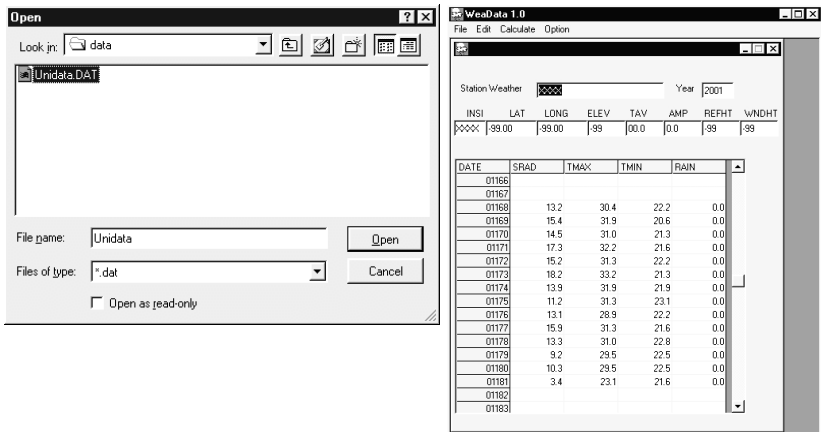 Open
Look in: data
Unidata.DAT
File name: Unidata
Open
Files of type: *.dat
Cancel
Open as read-only
WeaData 1.0
File Edit Calculate Option
Station Weather XXXX Year 2001
INSI LAT LONG ELEV TAV AMP REFHT WNDHT
XXXX -99.00 -99.00 -99 00.0 0.0 -99 -99
DATE SRAD TMAX TMIN RAIN
01166
01167
01168 13.2 30.4 22.2 0.0
01169 15.4 31.9 20.6 0.0
01170 14.5 31.0 21.3 0.0
01171 17.3 32.2 21.6 0.0
01172 15.2 31.3 22.2 0.0
01173 18.2 33.2 21.3 0.0
01174 13.9 31.9 21.9 0.0
01175 11.2 31.3 23.1 0.0
01176 13.1 28.9 22.2 0.0
01177 15.9 31.3 21.6 0.0
01178 13.3 31.0 22.8 0.0
01179 9.2 29.5 22.5 0.0
01180 10.3 29.5 22.5 0.0
01181 3.4 23.1 21.6 0.0
01182
01183